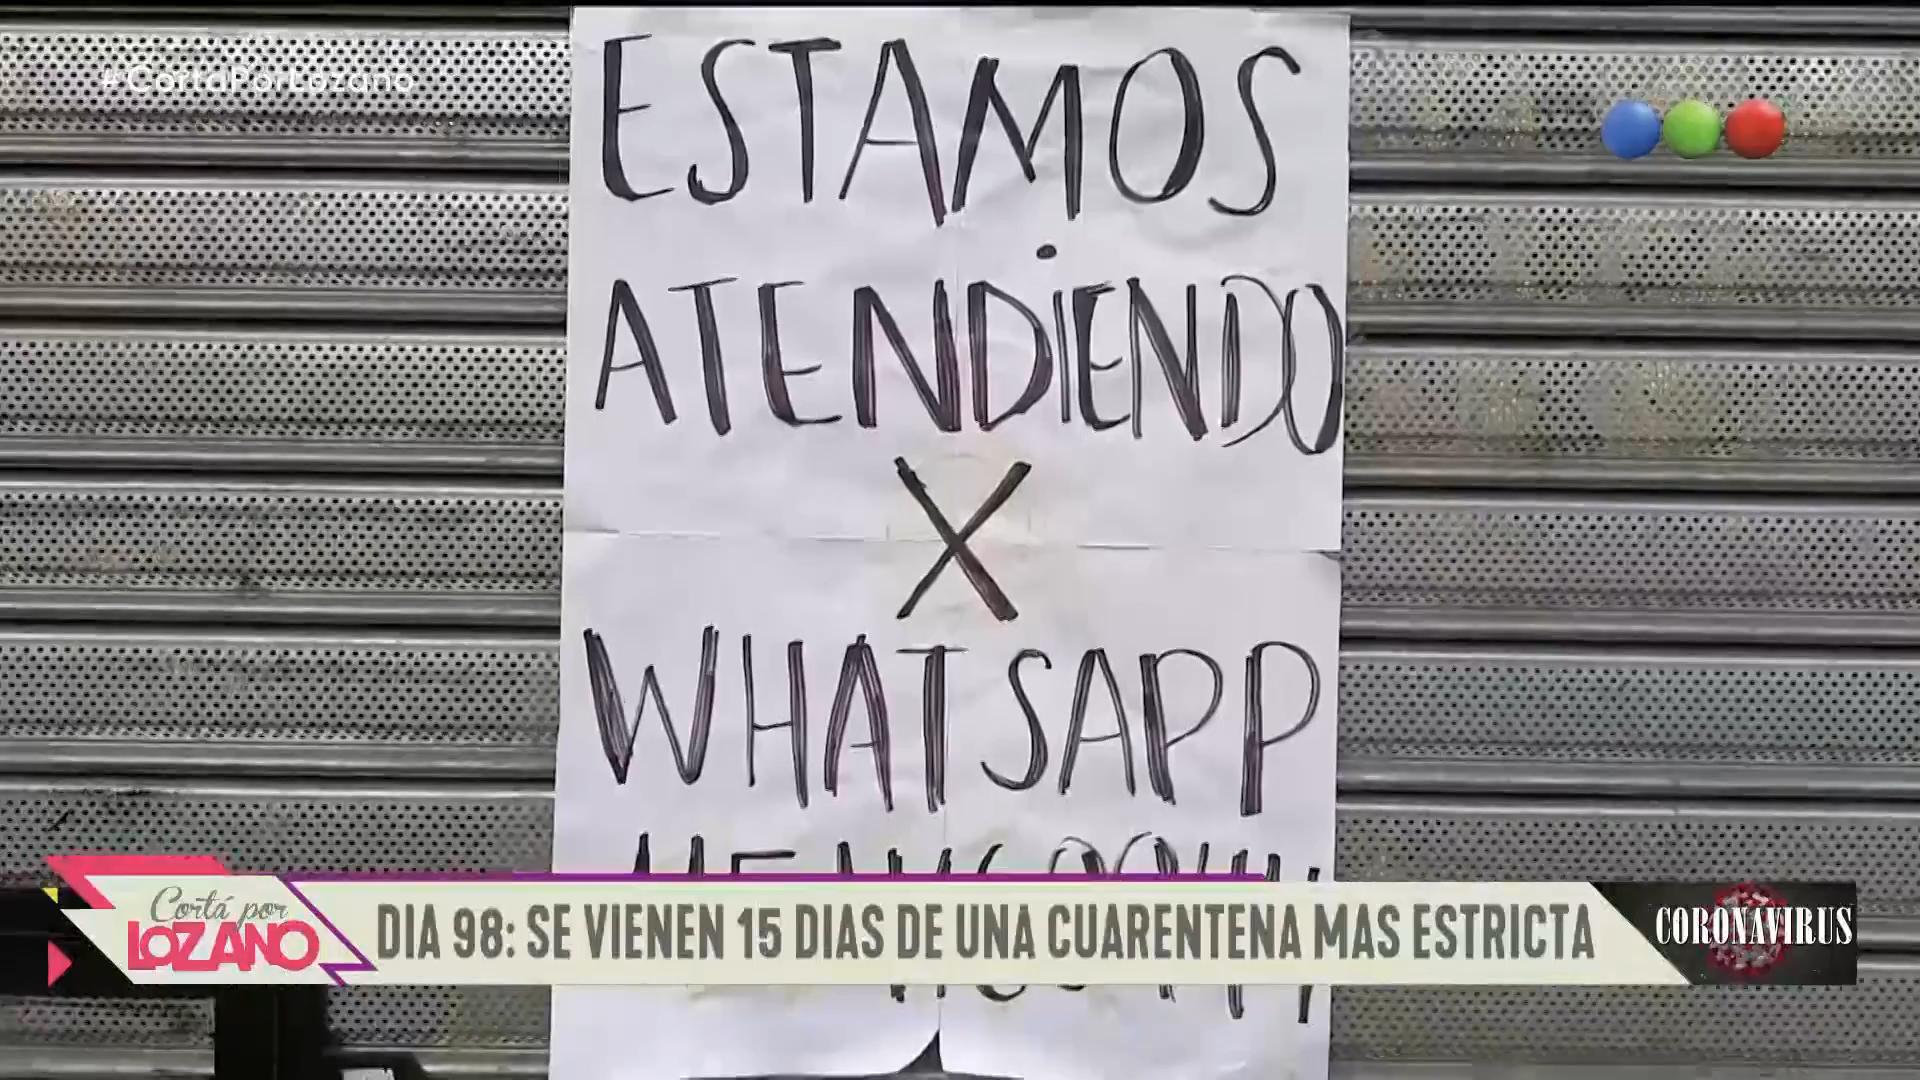 #CortaPorLozano
ESTAMOS
ATENDIENDO
X
WHATSAPP
Cortá por
LOZANO
DIA 98: SE VIENEN 15 DIAS DE UNA CUARENTENA MAS ESTRICTA
CORONAVIRUS